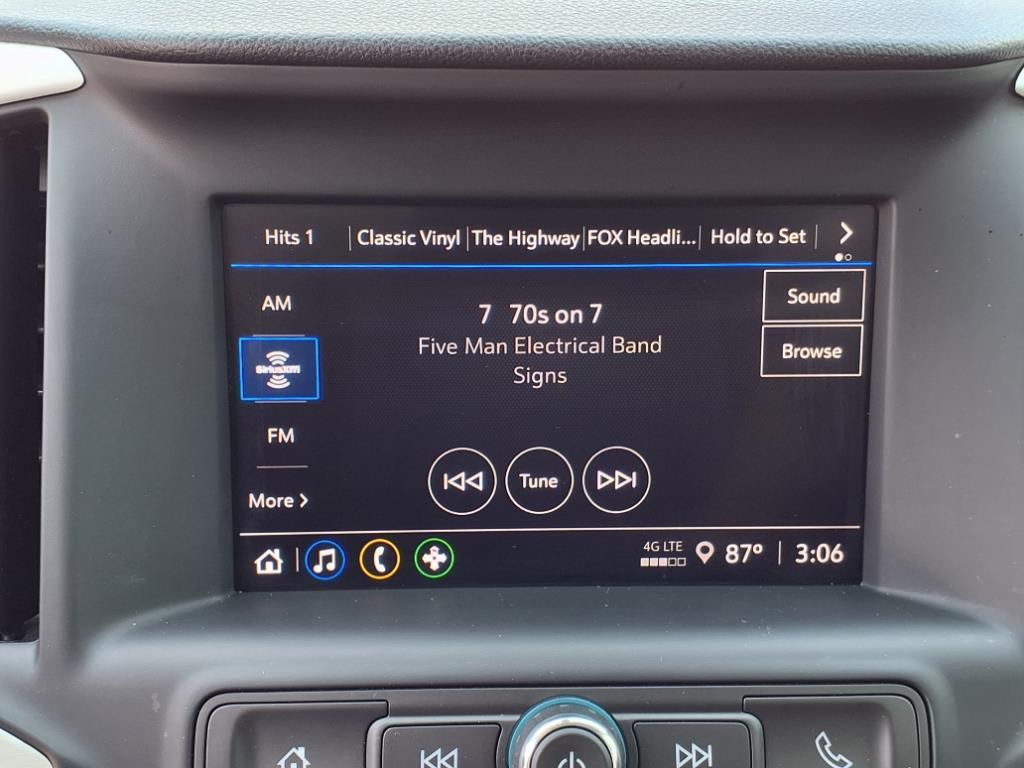 Hits 1 Classic Vinyl The Highway FOX Headli... Hold to Set >
AM
Sound
7 70s on 7
Browse
Five Man Electrical Band
Signs
SiriusXM
FM
Tune
More >
4G LTE 87° 3:06